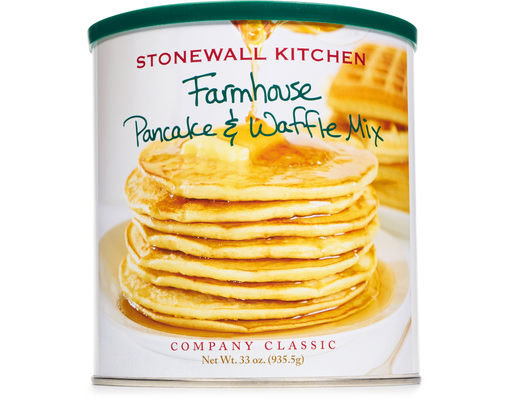 STONEWALL KITCHEN
Farmhouse
Pancake & Waffle Mix
COMPANY CLASSIC
Net Wt. 33 oz. (935.5g)